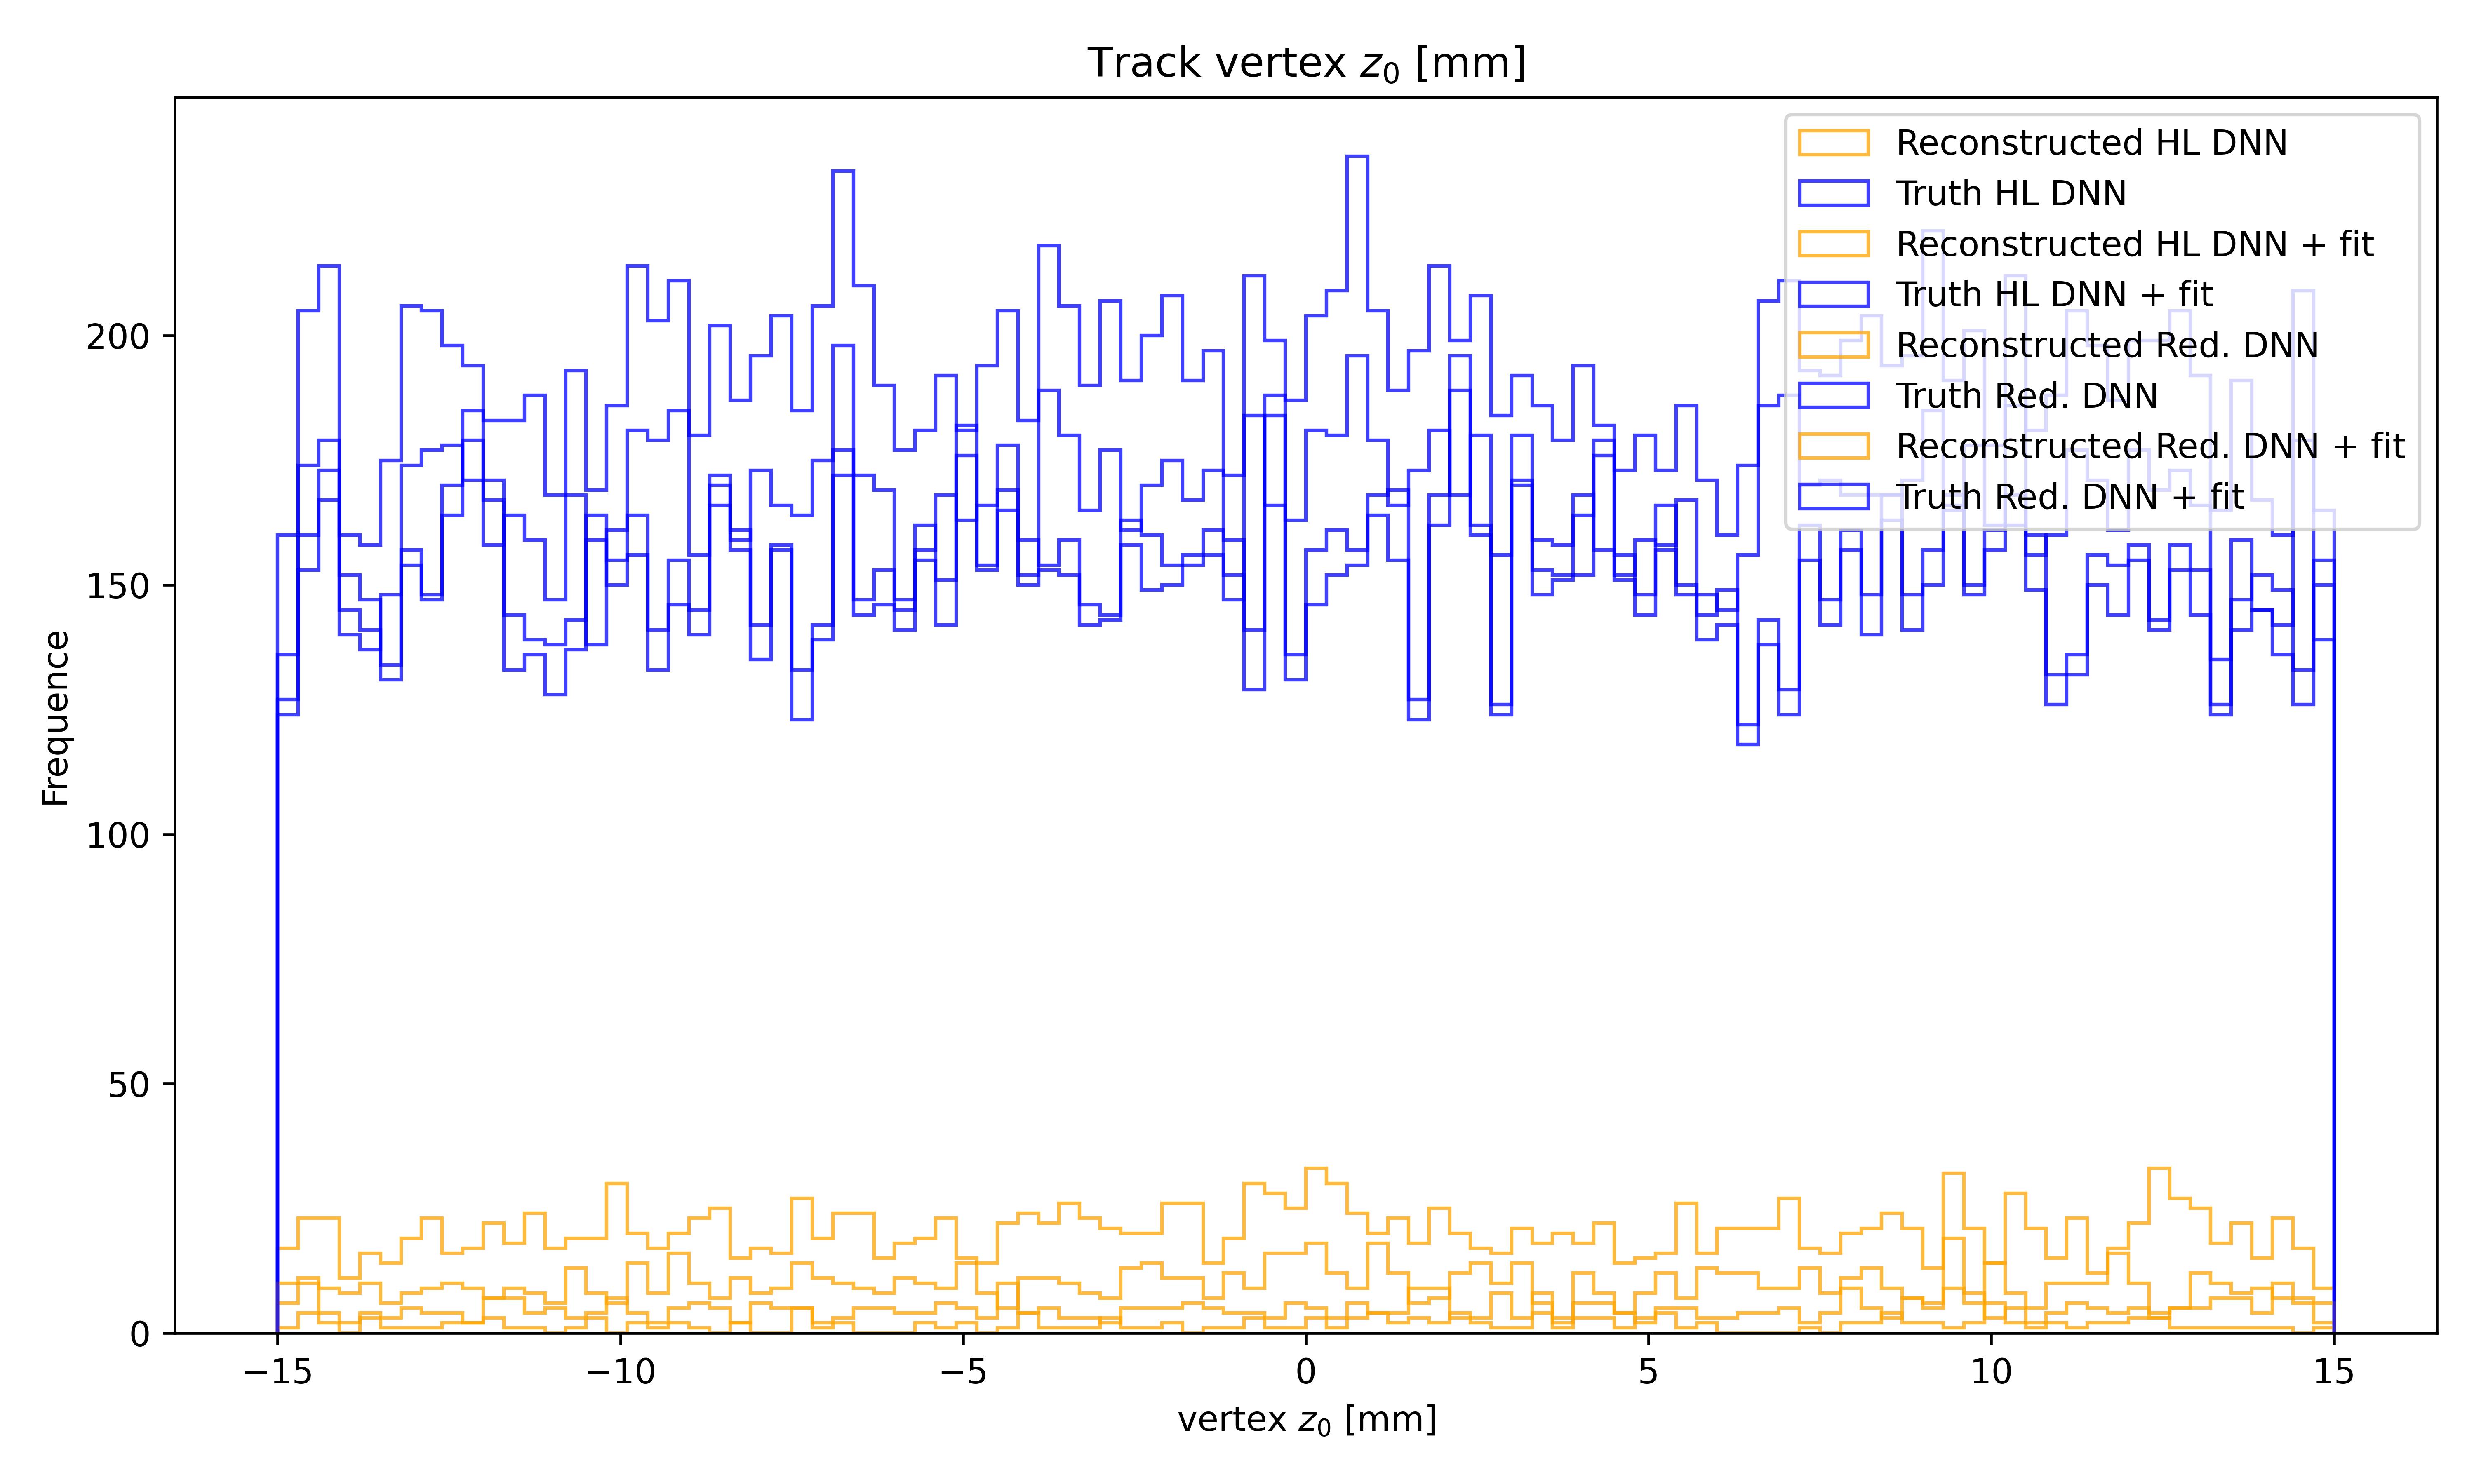 Track vertex z₀ [mm]
Reconstructed HL DNN
Truth HL DNN
Reconstructed HL DNN + fit
Truth HL DNN + fit
Reconstructed Red. DNN
Truth Red. DNN
Reconstructed Red. DNN + fit
Truth Red. DNN + fit
Frequence
200
150
100
50
0
−15 −10 −5 0 5 10 15
vertex z₀ [mm]